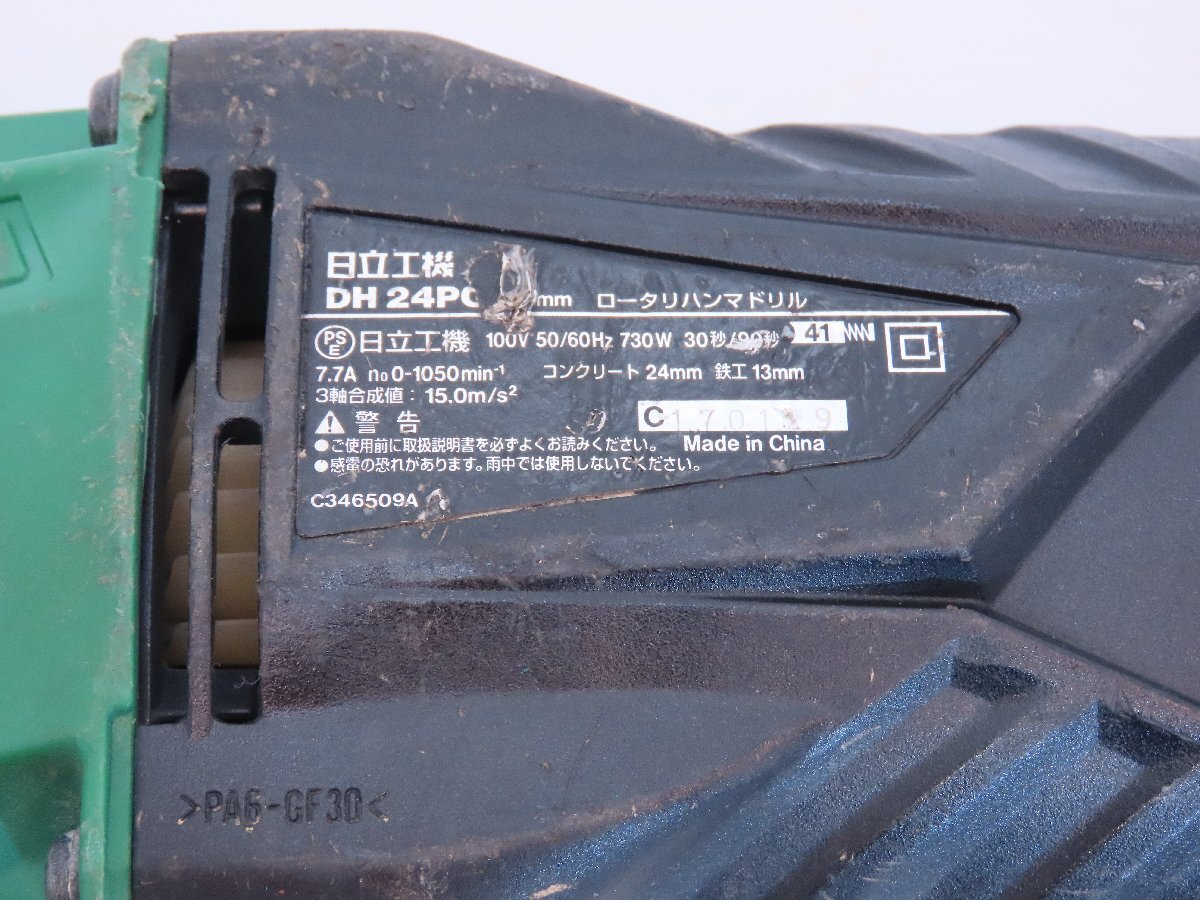 日立工機
DH 24PC mm ロータリハンマドリル
PSE 日立工機 100V 50/60Hz 730W 30秒/90秒 41
7.7A n₀ 0-1050min⁻¹ コンクリート 24mm 鉄工 13mm
3軸合成値：15.0m/s²
警告 C
●ご使用前に取扱説明書を必ずよくお読みください。 Made in China
●感電の恐れがあります。雨中では使用しないでください。
C346509A
>PA6-GF30<